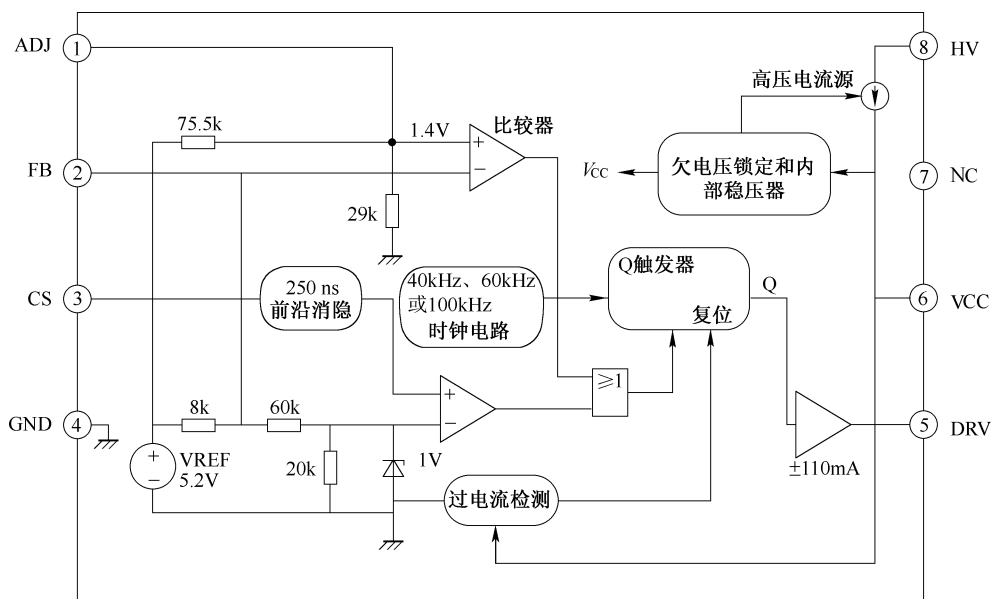 ADJ
1
8
HV
高压电流源
75.5k
1.4V
比较器
+
−
FB
2
VCC
欠电压锁定和内
部稳压器
7
NC
29k
Q触发器
复位
Q
CS
3
250 ns
前沿消隐
40kHz、60kHz
或100kHz
时钟电路
6
VCC
≥1
+
−
8k
60k
GND
4
5
DRV
+
−
VREF
5.2V
20k
1V
±110mA
过电流检测